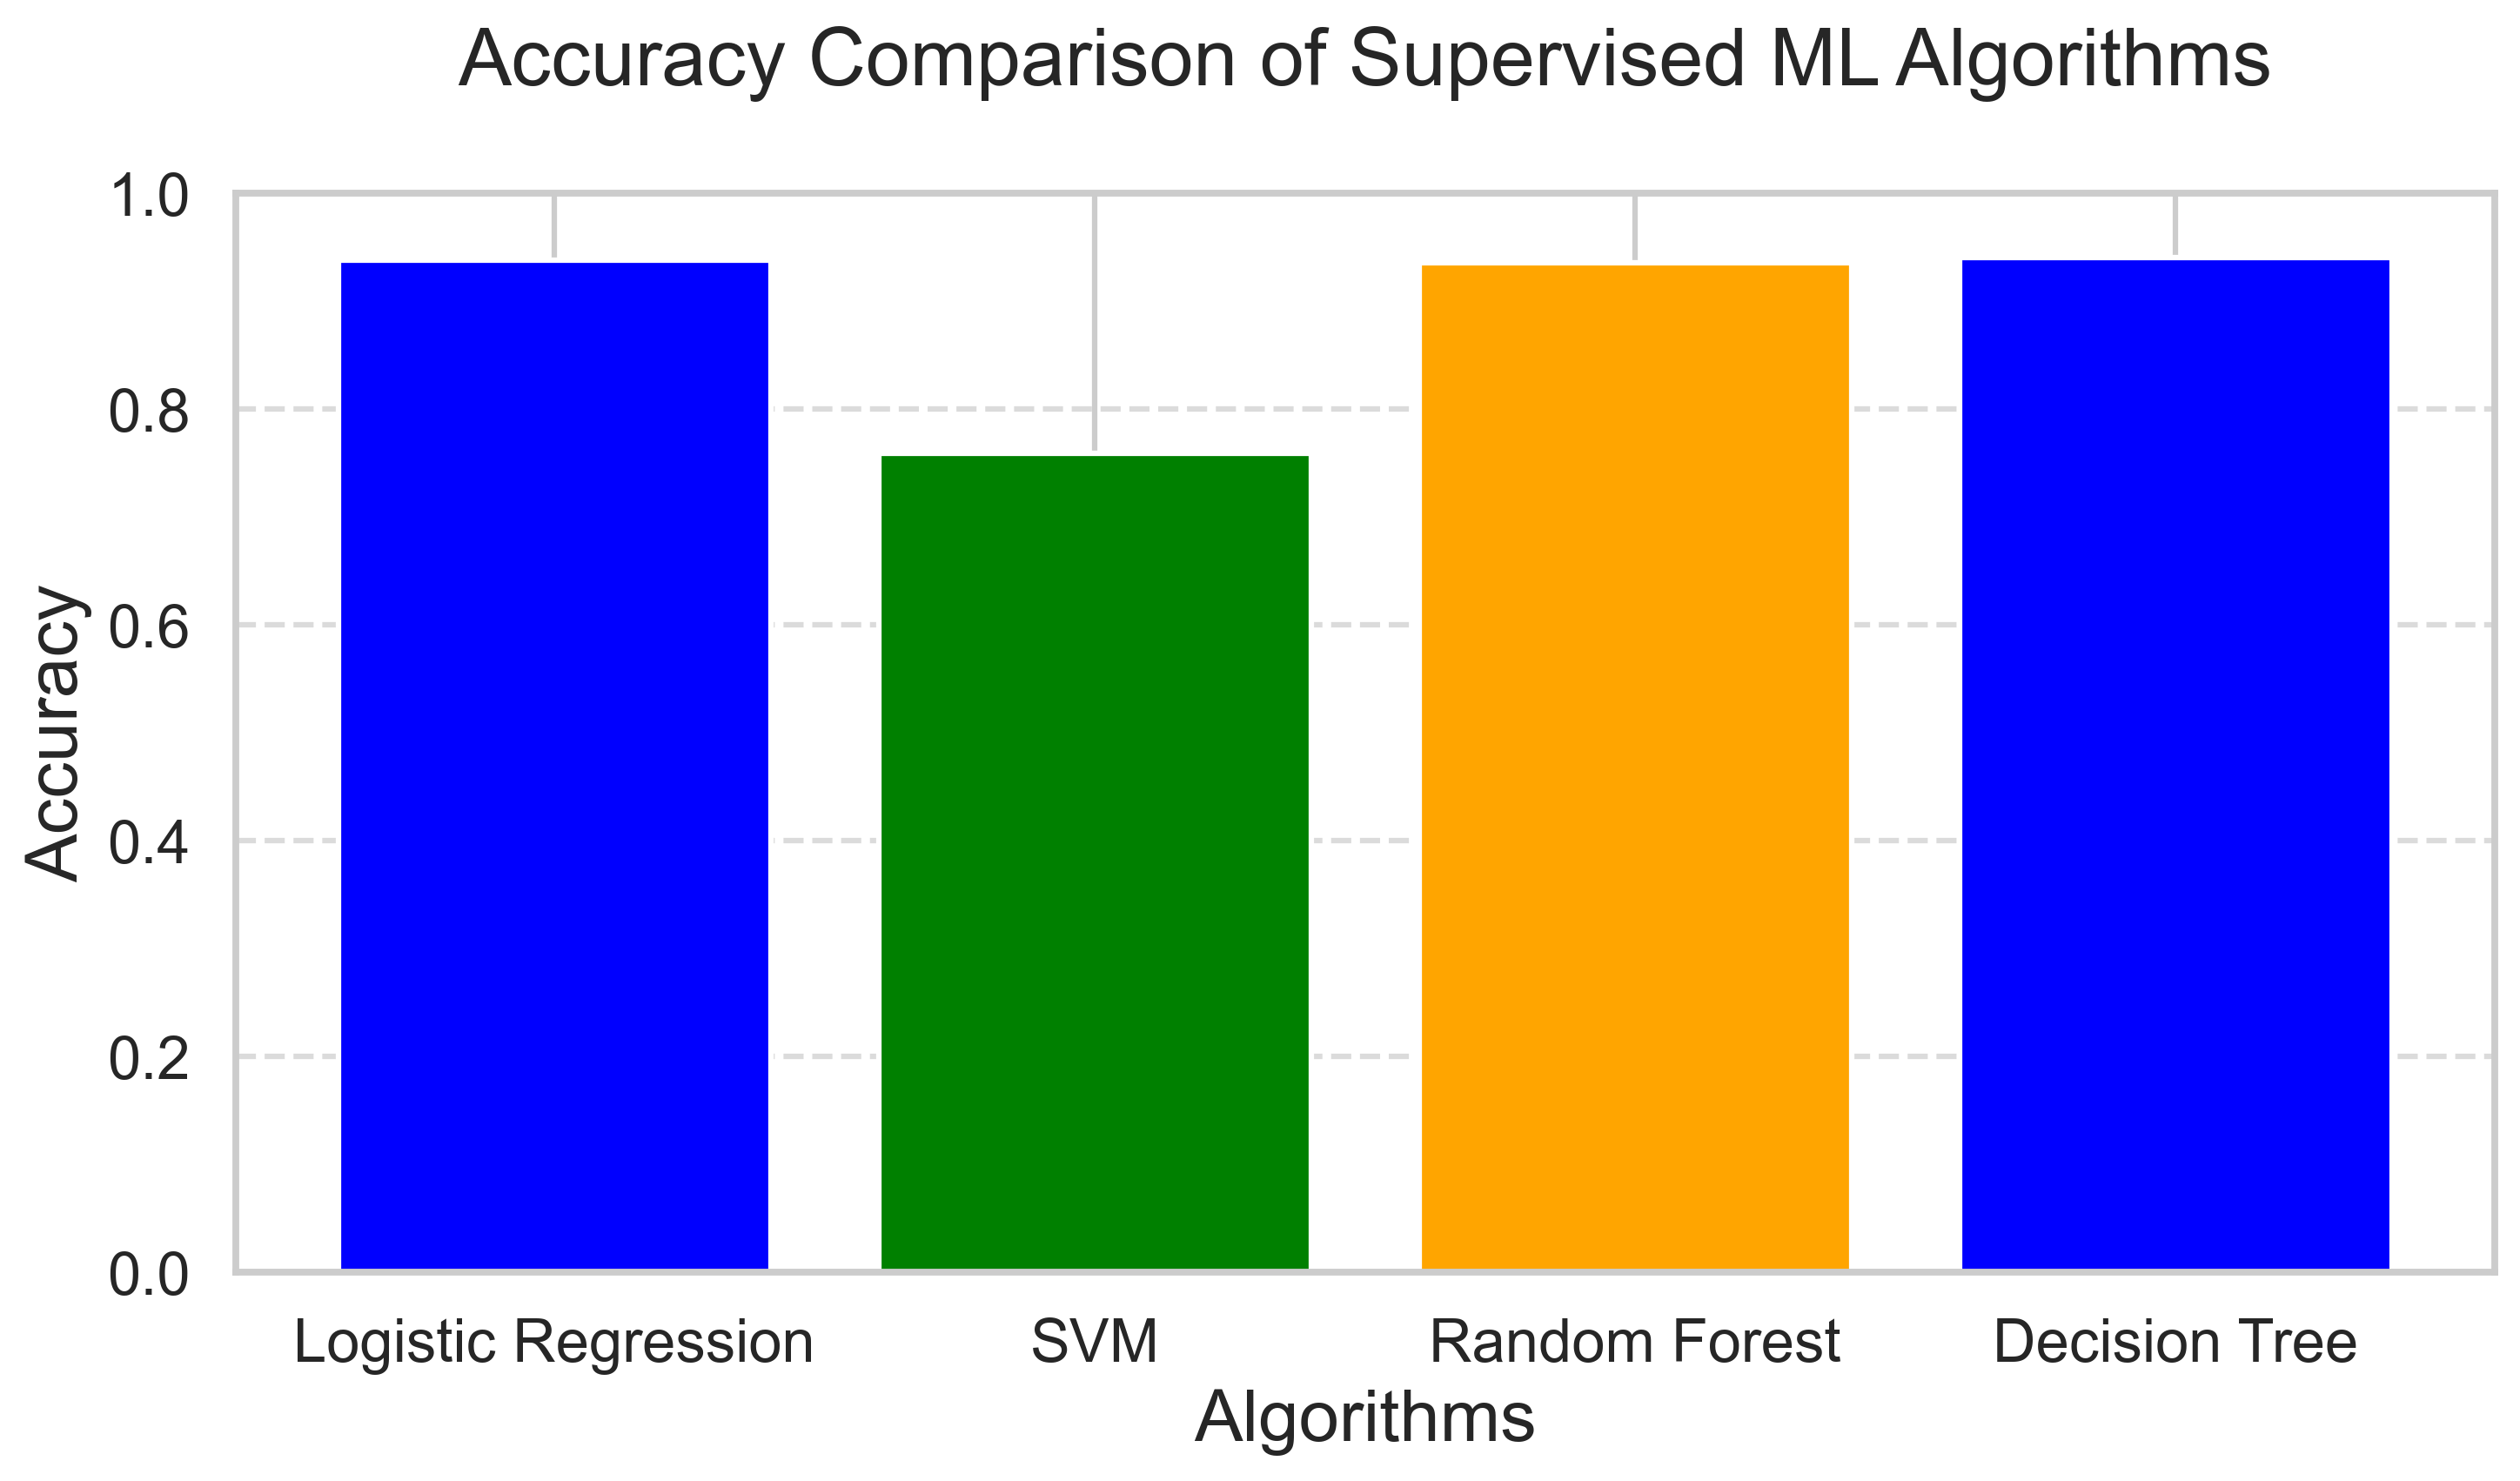 Accuracy Comparison of Supervised ML Algorithms
1.0
0.8
0.6
0.4
0.2
0.0
Accuracy
Logistic Regression SVM Random Forest Decision Tree
Algorithms